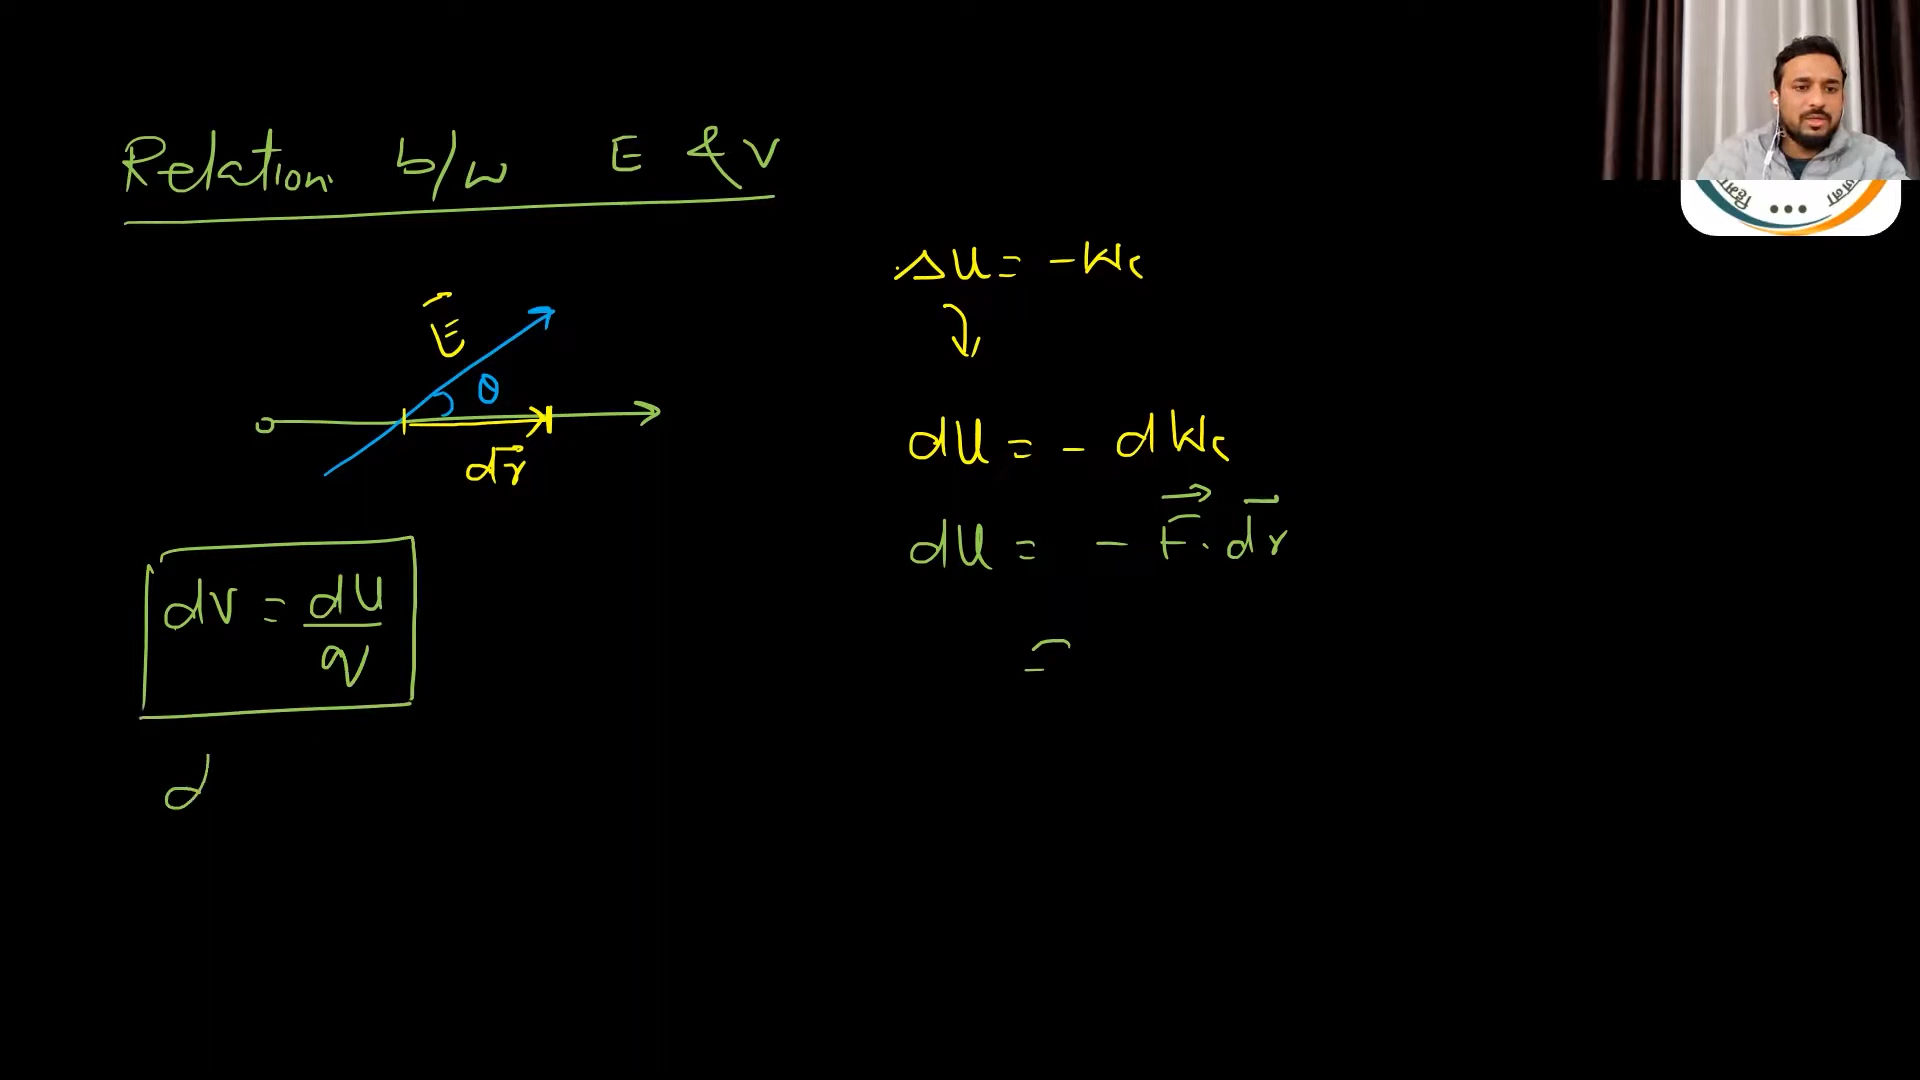 Relation b/w E & V
ΔU = -Wc
E
θ
dr
dU = - dWc
dU = - F . dr
=
dV = dU
q
d